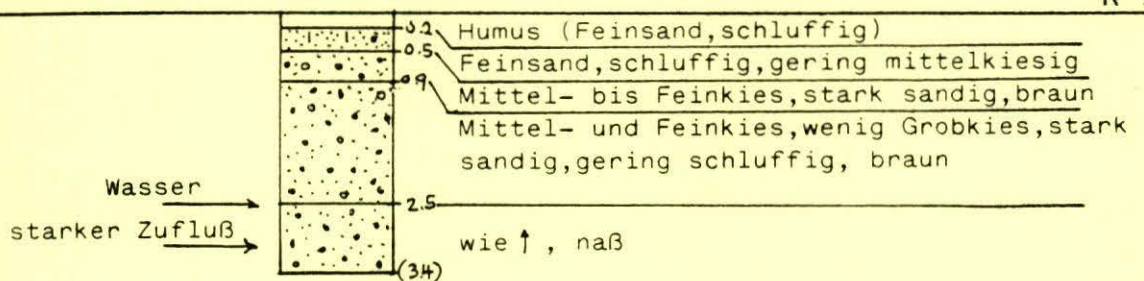 0.2 Humus (Feinsand,schluffig)
0.5 Feinsand,schluffig,gering mittelkiesig
0.9 Mittel- bis Feinkies,stark sandig,braun
Mittel- und Feinkies,wenig Grobkies,stark
sandig,gering schluffig, braun
Wasser
2.5
starker Zufluß
wie ↑, naß
(3.4)